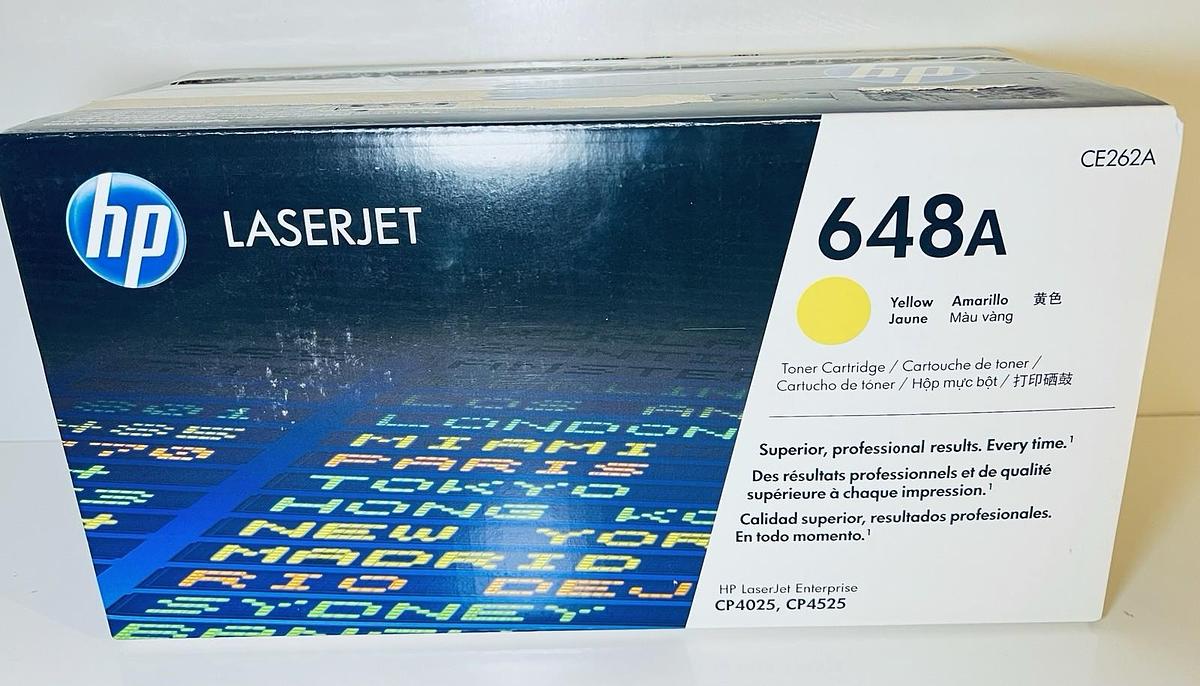 hp
hp
LASERJET
LONDON
MIAMI
PARIS
TOKYO
HONG KO
NEW YOR
MADRID
RIO DEJ
SYDNEY
CE262A
648A
Yellow Amarillo 黄色
Jaune Màu vàng
Toner Cartridge / Cartouche de toner /
Cartucho de tóner / Hộp mực bột / 打印硒鼓
Superior, professional results. Every time.¹
Des résultats professionnels et de qualité
supérieure à chaque impression.¹
Calidad superior, resultados profesionales.
En todo momento.¹
HP LaserJet Enterprise
CP4025, CP4525